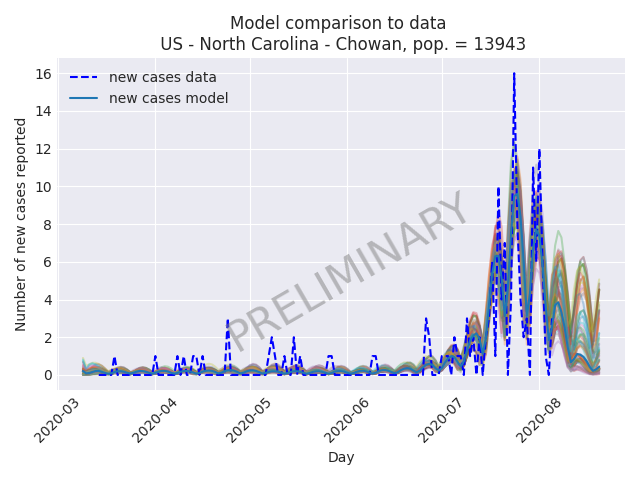 Model comparison to data
US - North Carolina - Chowan, pop. = 13943
new cases data
new cases model
Number of new cases reported
16
14
12
10
8
6
4
2
0
PRELIMINARY
2020-03
2020-04
2020-05
2020-06
2020-07
2020-08
Day